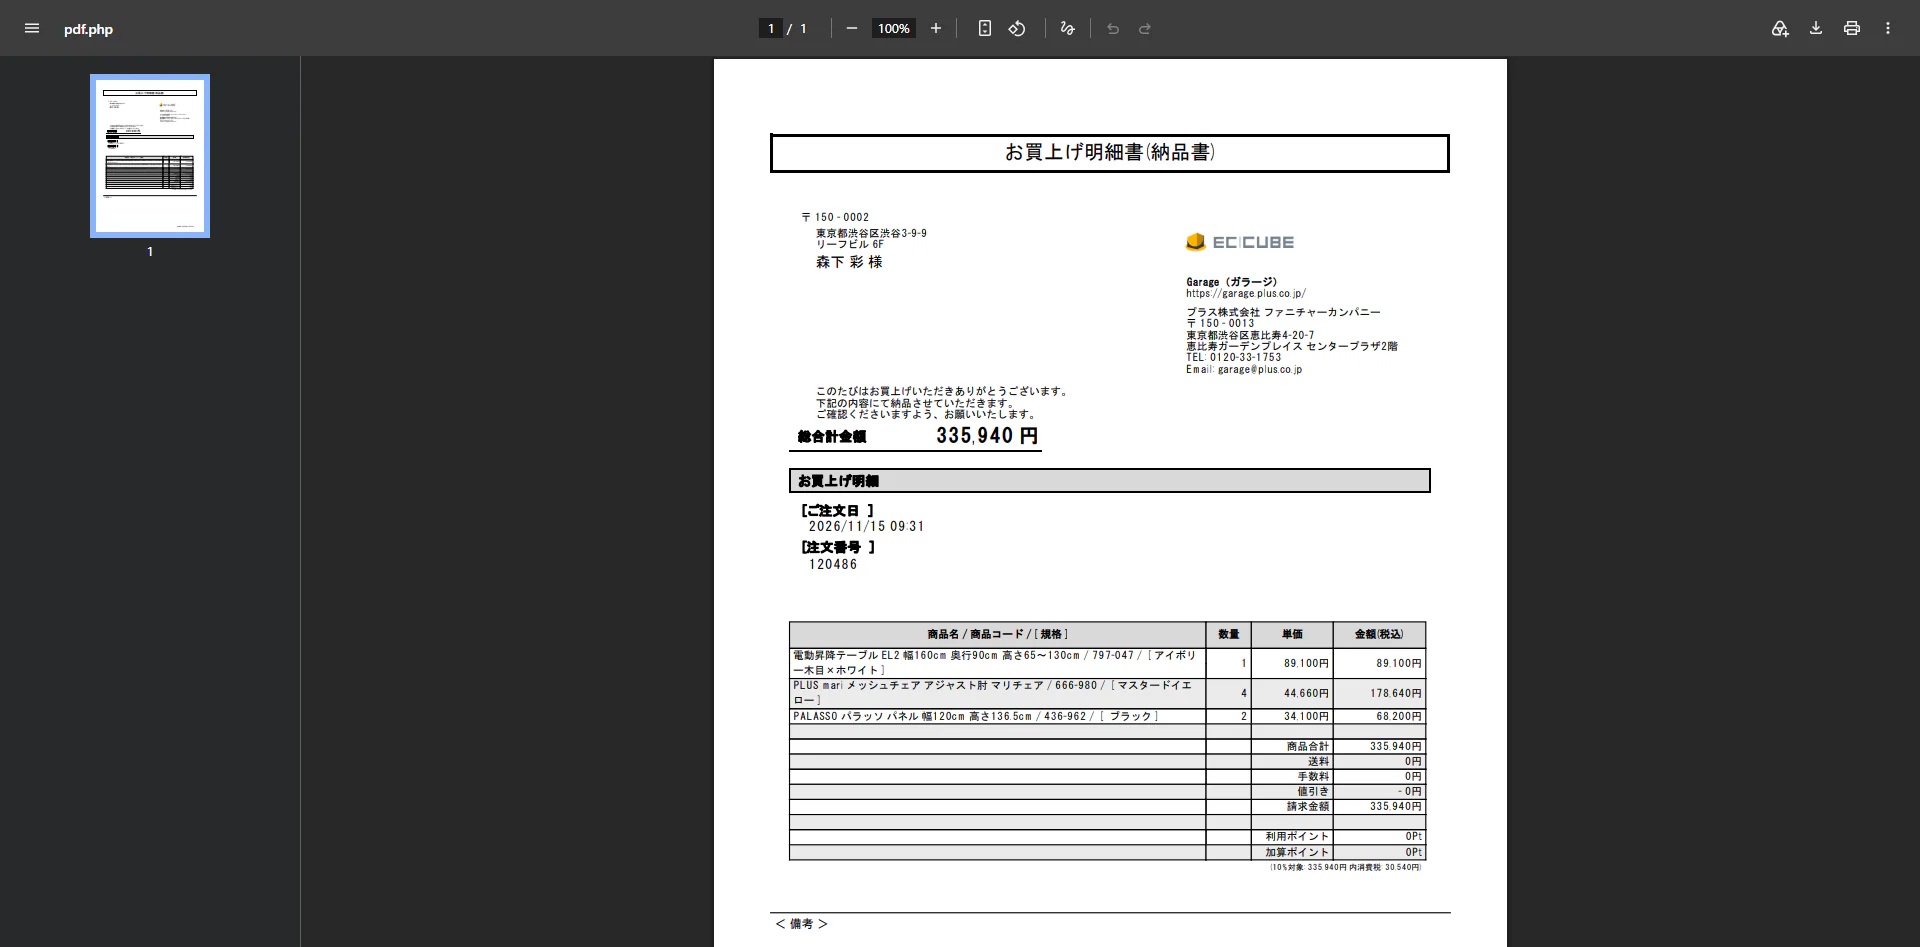 pdf.php
1 / 1
100%
1
お買上げ明細書(納品書)
〒 150 - 0002
東京都渋谷区渋谷3-9-9
リーフビル 6F
森下 彩 様
EC CUBE
Garage（ガラージ）
https://garage.plus.co.jp/
プラス株式会社 ファニチャーカンパニー
〒 150 - 0013
東京都渋谷区恵比寿4-20-7
恵比寿ガーデンプレイス センタープラザ2階
TEL: 0120-33-1753
Email: garage@plus.co.jp
このたびはお買上げいただきありがとうございます。
下記の内容にて納品させていただきます。
ご確認くださいますよう、お願いいたします。
総合計金額 335,940 円
お買上げ明細
[ご注文日 ]
2026/11/15 09:31
[注文番号 ]
120486
商品名 / 商品コード / [ 規格 ] 数量 単価 金額(税込)
電動昇降テーブル EL2 幅160cm 奥行90cm 高さ65～130cm / 797-047 / [ アイボリ
ー木目×ホワイト ] 1 89,100円 89,100円
PLUS mari メッシュチェア アジャスト肘 マリチェア / 666-980 / [ マスタードイエ
ロー ] 4 44,660円 178,640円
PALASSO パラッソ パネル 幅120cm 高さ136.5cm / 436-962 / [ ブラック ] 2 34,100円 68,200円
商品合計 335,940円
送料 0円
手数料 0円
値引き - 0円
請求金額 335,940円
利用ポイント 0Pt
加算ポイント 0Pt
(10%対象: 335,940円 内消費税: 30,540円)
＜ 備考 ＞